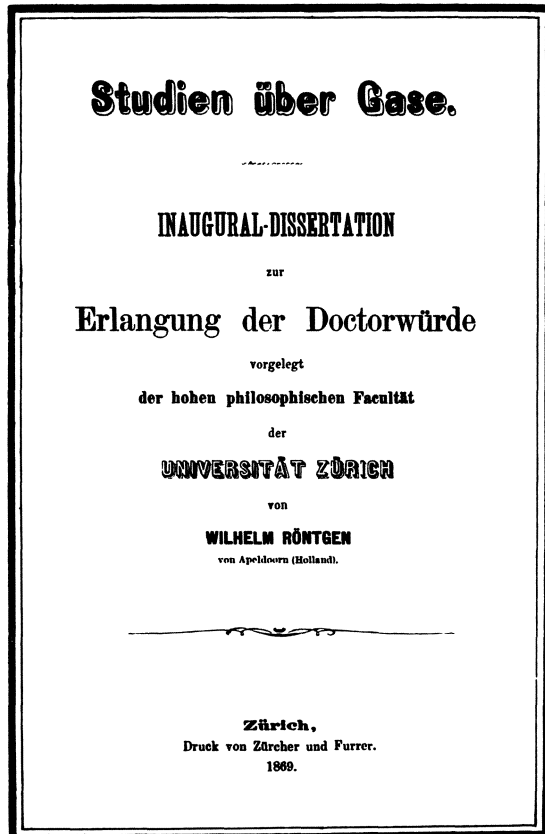 Studien über Gase.
INAUGURAL-DISSERTATION
zur
Erlangung der Doctorwürde
vorgelegt
der hohen philosophischen Facultät
der
UNIVERSITÄT ZÜRICH
von
WILHELM RÖNTGEN
von Apeldoorn (Holland).
Zürich,
Druck von Zürcher und Furrer.
1869.